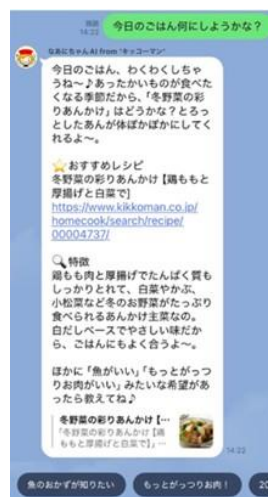 既読
14:22
今日のごはん何にしようかな？
なあにちゃんAI from "キッコーマン"
今日のごはん、わくわくしちゃ
うね〜♪あったかいものが食べた
くなる季節だから、「冬野菜の彩
りあんかけ」はどうかな？とろっ
としたあんが体ぽかぽかにしてく
れるよ〜。
⭐おすすめレシピ
冬野菜の彩りあんかけ【鶏ももと
厚揚げと白菜で】
https://www.kikkoman.co.jp/
homecook/search/recipe/
00004737/
🔍特徴
鶏もも肉と厚揚げでたんぱく質も
しっかりとれて、白菜やかぶ、
小松菜など冬のお野菜がたっぷり
食べられるあんかけ主菜なの。
白だしベースでやさしい味だか
ら、ごはんにもよく合うよ〜。
ほかに「魚がいい」「もっとがっつ
りお肉がいい」みたいな希望があ
ったら教えてね♪
冬野菜の彩りあんかけ【…
「冬野菜の彩りあんかけ【鶏
ももと厚揚げと白菜で】」…
14:22
魚のおかずが知りたい
もっとがっつりお肉！
20